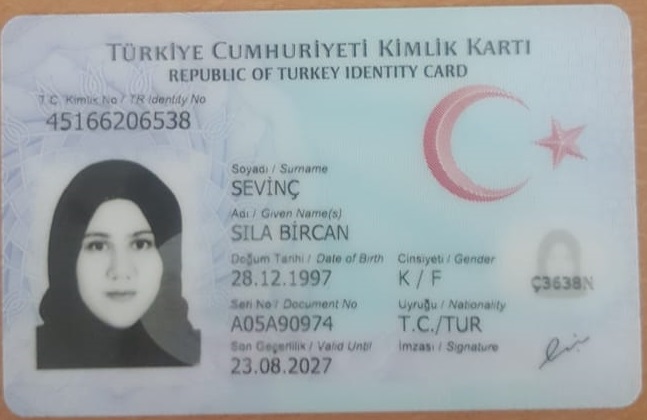 TÜRKİYE CUMHURİYETİ KİMLİK KARTI
REPUBLIC OF TURKEY IDENTITY CARD
T.C. Kimlik No / TR Identity No
45166206538
Soyadı / Surname
SEVİNÇ
Adı / Given Name(s)
SILA BİRCAN
Doğum Tarihi / Date of Birth Cinsiyeti / Gender
28.12.1997 K / F
Ç3638N
Seri No / Document No Uyruğu / Nationality
A05A90974 T.C./TUR
Son Geçerlilik / Valid Until İmzası / Signature
23.08.2027